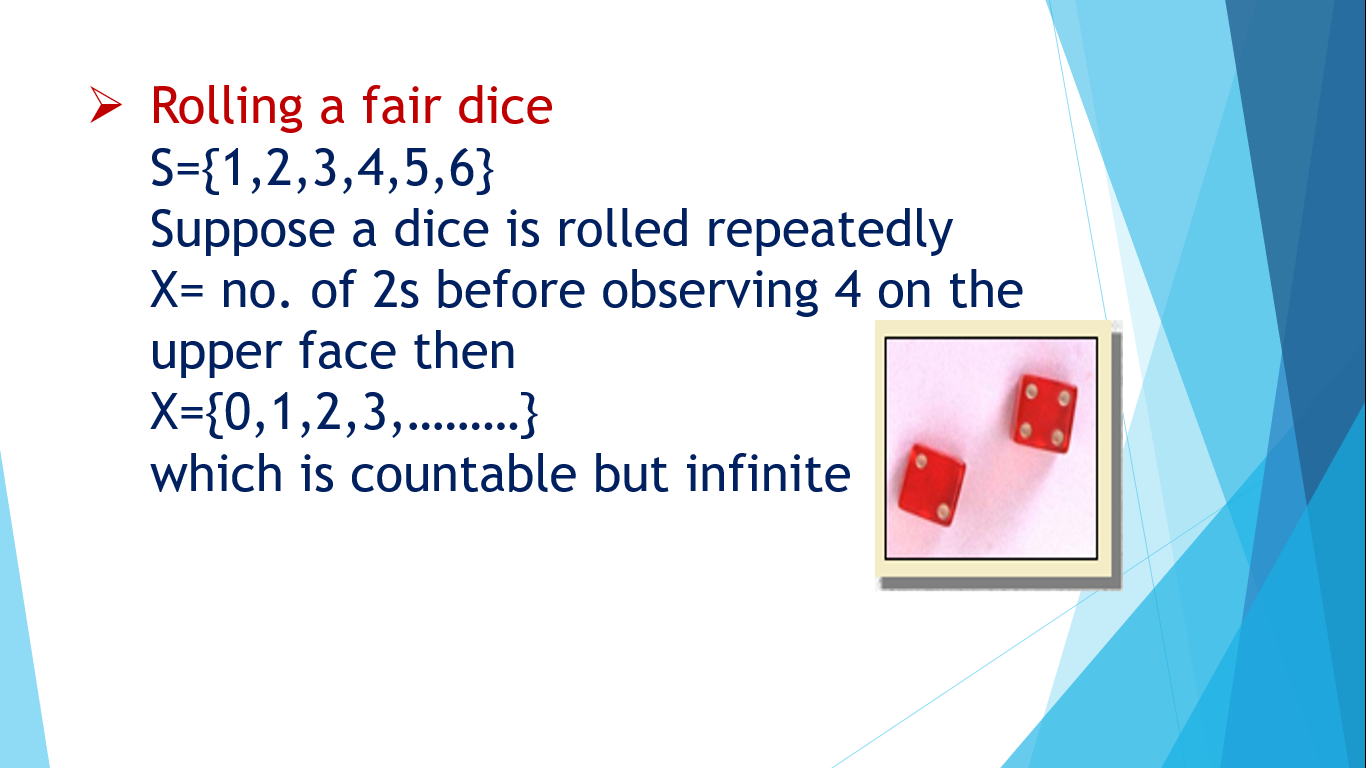 Rolling a fair dice
S={1,2,3,4,5,6}
Suppose a dice is rolled repeatedly
X= no. of 2s before observing 4 on the
upper face then
X={0,1,2,3,………}
which is countable but infinite